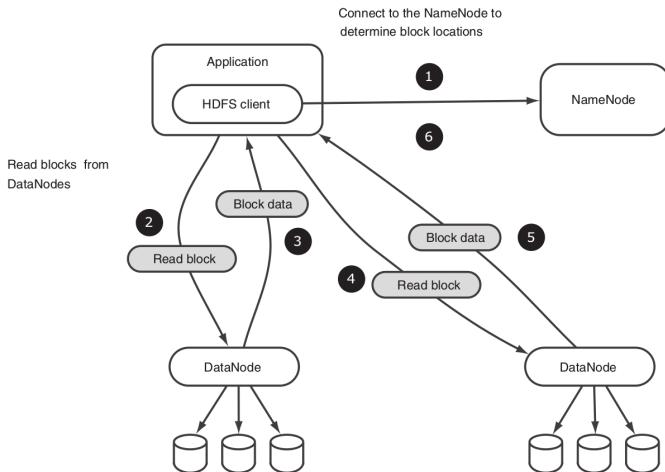 Connect to the NameNode to
determine block locations
Application
1
HDFS client
NameNode
6
Read blocks from
DataNodes
Block data
2
3
Block data
5
Read block
4
Read block
DataNode
DataNode